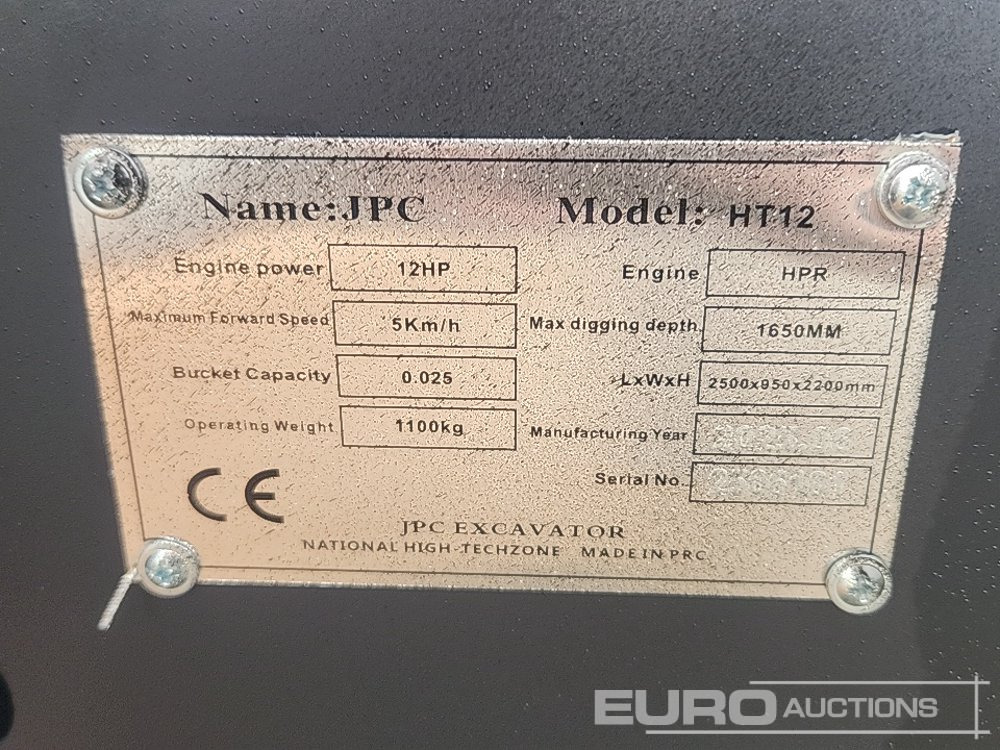 Name:JPC Model: HT12
Engine power 12HP Engine HPR
Maximum Forward Speed 5Km/h Max digging depth. 1650MM
Bucket Capacity 0.025 LxWxH 2500x950x2200mm
Operating Weight 1100kg Manufacturing Year
Serial No.
CE
JPC EXCAVATOR
NATIONAL HIGH-TECHZONE MADE IN PRC
EURO AUCTIONS